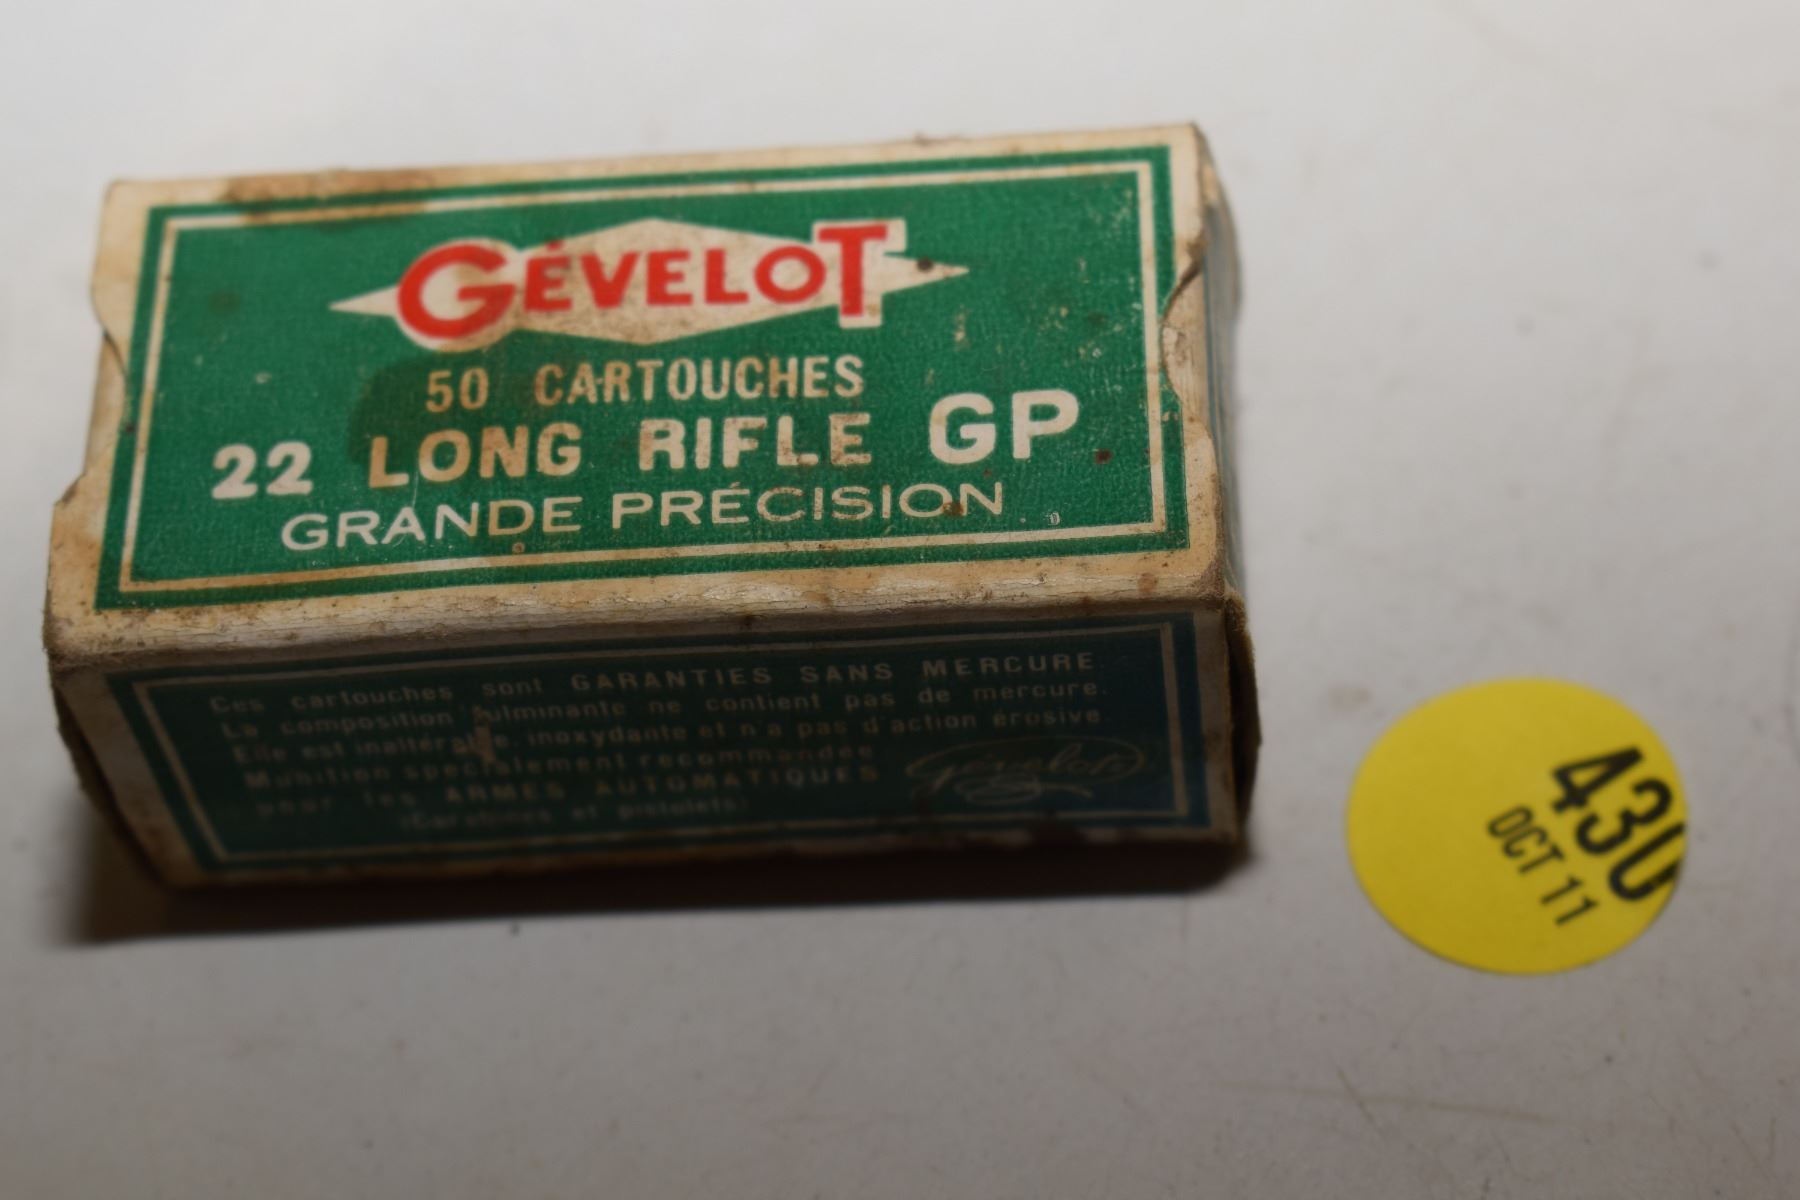 GÉVELOT
50 CARTOUCHES
22 LONG RIFLE GP
GRANDE PRÉCISION
Ces cartouches sont GARANTIES SANS MERCURE.
La composition fulminante ne contient pas de mercure.
Elle est inaltérable, inoxydante et n'a pas d'action érosive.
Munition specialement recommandée
pour les ARMES AUTOMATIQUES
(Carabines et pistolets)
Gévelot
430
OCT 11